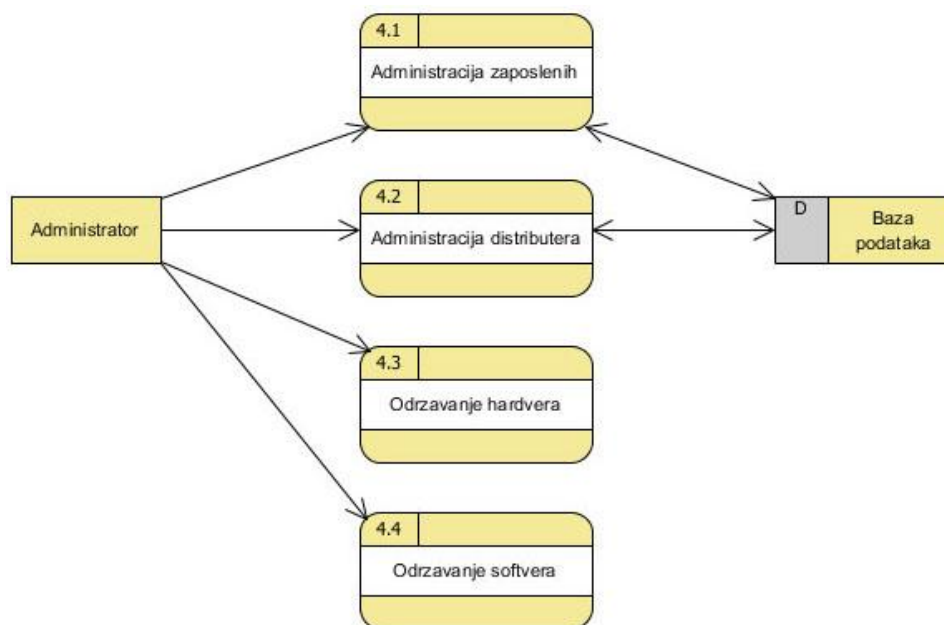 4.1
Administracija zaposlenih
Administrator
4.2
Administracija distributera
D
Baza
podataka
4.3
Odrzavanje hardvera
4.4
Odrzavanje softvera